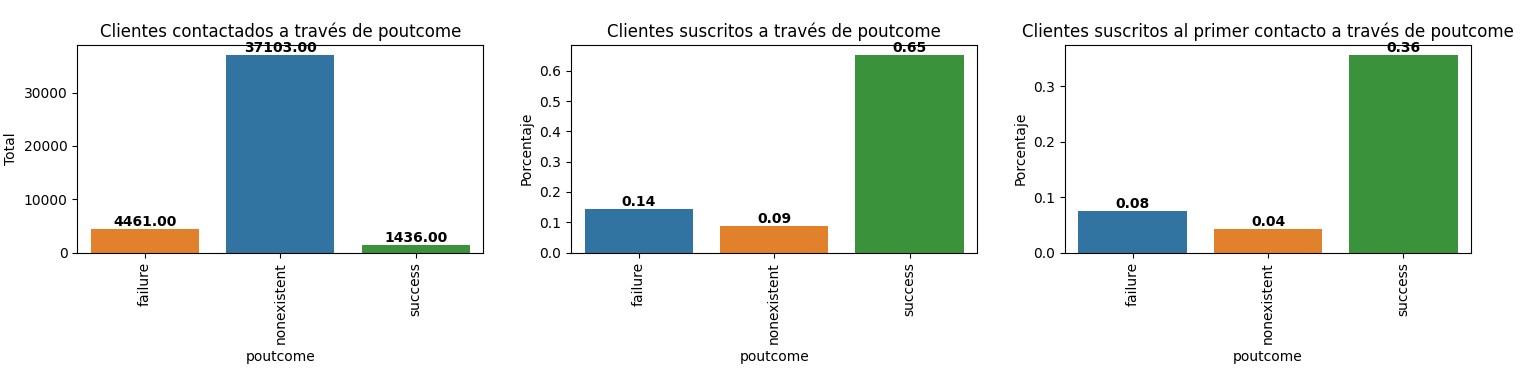 Clientes contactados a través de poutcome
37103.00
30000
20000
10000
0
Total
4461.00
1436.00
failure
nonexistent
success
poutcome
Clientes suscritos a través de poutcome
0.65
0.6
0.5
0.4
0.3
0.2
0.1
0.0
Porcentaje
0.14
0.09
failure
nonexistent
success
poutcome
Clientes suscritos al primer contacto a través de poutcome
0.36
0.3
0.2
0.1
0.0
Porcentaje
0.08
0.04
failure
nonexistent
success
poutcome